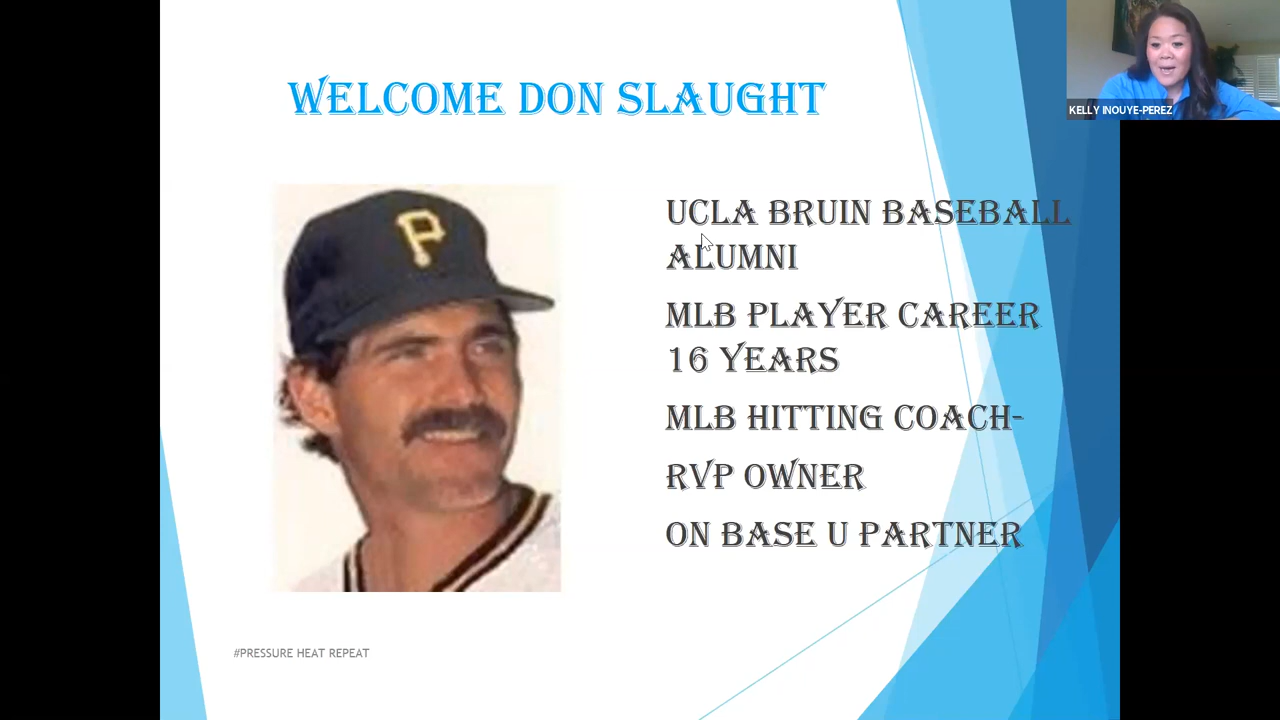 WELCOME DON SLAUGHT
KELLY INOUYE-PEREZ
P
UCLA BRUIN BASEBALL
ALUMNI
MLB PLAYER CAREER
16 YEARS
MLB HITTING COACH-
RVP OWNER
ON BASE U PARTNER
#PRESSURE HEAT REPEAT